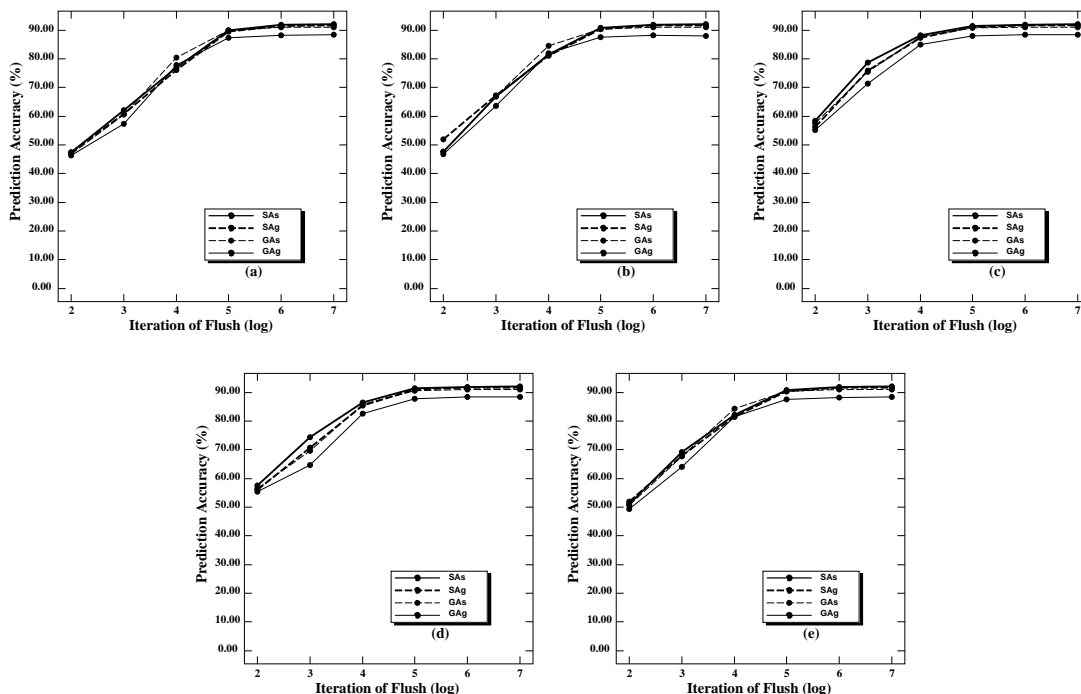 Prediction Accuracy (%)
90.00
80.00
70.00
60.00
50.00
40.00
30.00
20.00
10.00
0.00
SAs
SAg
GAs
GAg
(a)
2 3 4 5 6 7
Iteration of Flush (log)
Prediction Accuracy (%)
90.00
80.00
70.00
60.00
50.00
40.00
30.00
20.00
10.00
0.00
SAs
SAg
GAs
GAg
(b)
2 3 4 5 6 7
Iteration of Flush (log)
Prediction Accuracy (%)
90.00
80.00
70.00
60.00
50.00
40.00
30.00
20.00
10.00
0.00
SAs
SAg
GAs
GAg
(c)
2 3 4 5 6 7
Iteration of Flush (log)
Prediction Accuracy (%)
90.00
80.00
70.00
60.00
50.00
40.00
30.00
20.00
10.00
0.00
SAs
SAg
GAs
GAg
(d)
2 3 4 5 6 7
Iteration of Flush (log)
Prediction Accuracy (%)
90.00
80.00
70.00
60.00
50.00
40.00
30.00
20.00
10.00
0.00
SAs
SAg
GAs
GAg
(e)
2 3 4 5 6 7
Iteration of Flush (log)